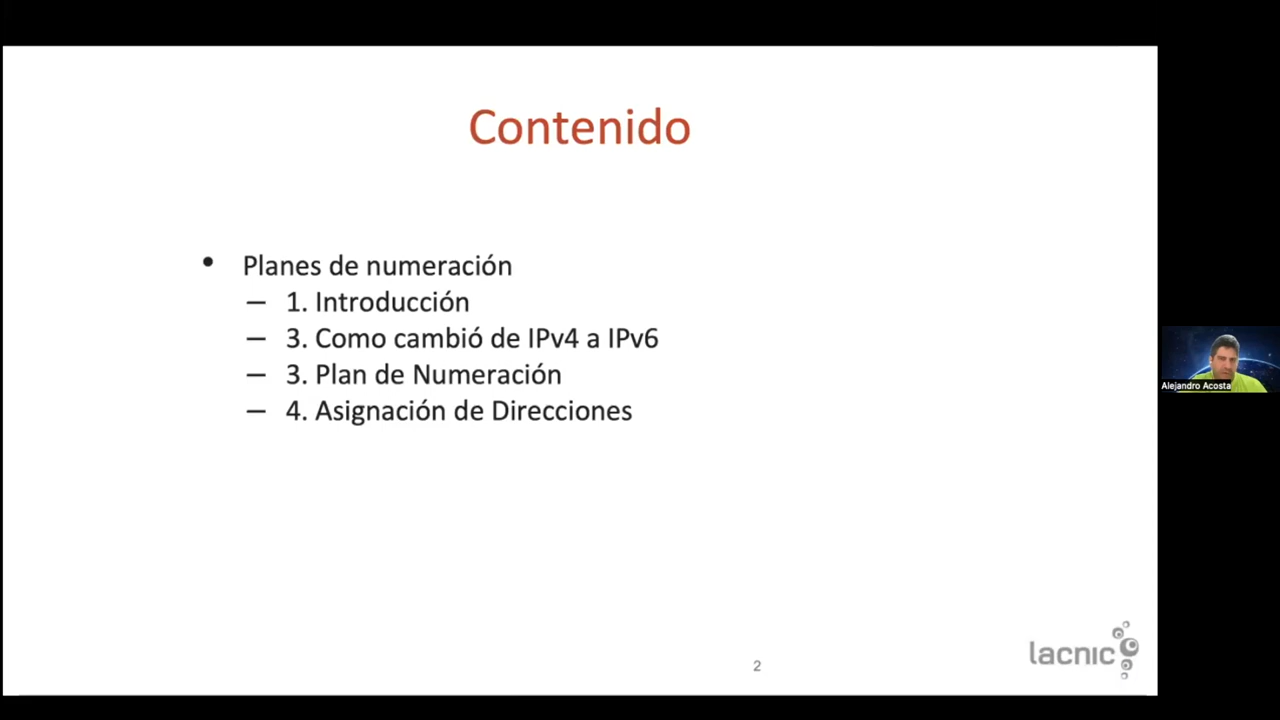 Contenido
• Planes de numeración
– 1. Introducción
– 3. Como cambió de IPv4 a IPv6
– 3. Plan de Numeración
– 4. Asignación de Direcciones
Alejandro Acosta
lacnic
2